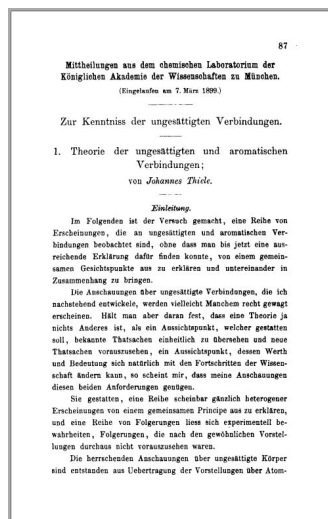 87
Mittheilungen aus dem chemischen Laboratorium der
Königlichen Akademie der Wissenschaften zu München.
(Eingelaufen am 7. März 1899.)
Zur Kenntniss der ungesättigten Verbindungen.
1. Theorie der ungesättigten und aromatischen
Verbindungen;
von Johannes Thiele.
Einleitung.
Im Folgenden ist der Versuch gemacht, eine Reihe von
Erscheinungen, die an ungesättigten und aromatischen Ver-
bindungen beobachtet sind, ohne dass man bis jetzt eine aus-
reichende Erklärung dafür finden konnte, von einem gemein-
samen Gesichtspunkte aus zu erklären und untereinander in
Zusammenhang zu bringen.
Die Anschauungen über ungesättigte Verbindungen, die ich
nachstehend entwickele, werden vielleicht Manchem recht gewagt
erscheinen. Hält man aber daran fest, dass eine Theorie ja
nichts Anderes ist, als ein Aussichtspunkt, welcher gestatten
soll, bekannte Thatsachen einheitlich zu übersehen und neue
Thatsachen vorauszusehen, ein Aussichtspunkt, dessen Werth
und Bedeutung sich natürlich mit den Fortschritten der Wissen-
schaft ändern kann, so scheint mir, dass meine Anschauungen
diesen beiden Anforderungen genügen.
Sie gestatten, eine Reihe scheinbar gänzlich heterogener
Erscheinungen von einem gemeinsamen Principe aus zu erklären,
und eine Reihe von Folgerungen liess sich experimentell be-
wahrheiten, Folgerungen, die nach den gewöhnlichen Vorstel-
lungen durchaus nicht vorauszusehen waren.
Die herrschenden Anschauungen über ungesättigte Körper
sind entstanden aus Uebertragung der Vorstellungen über Atom-